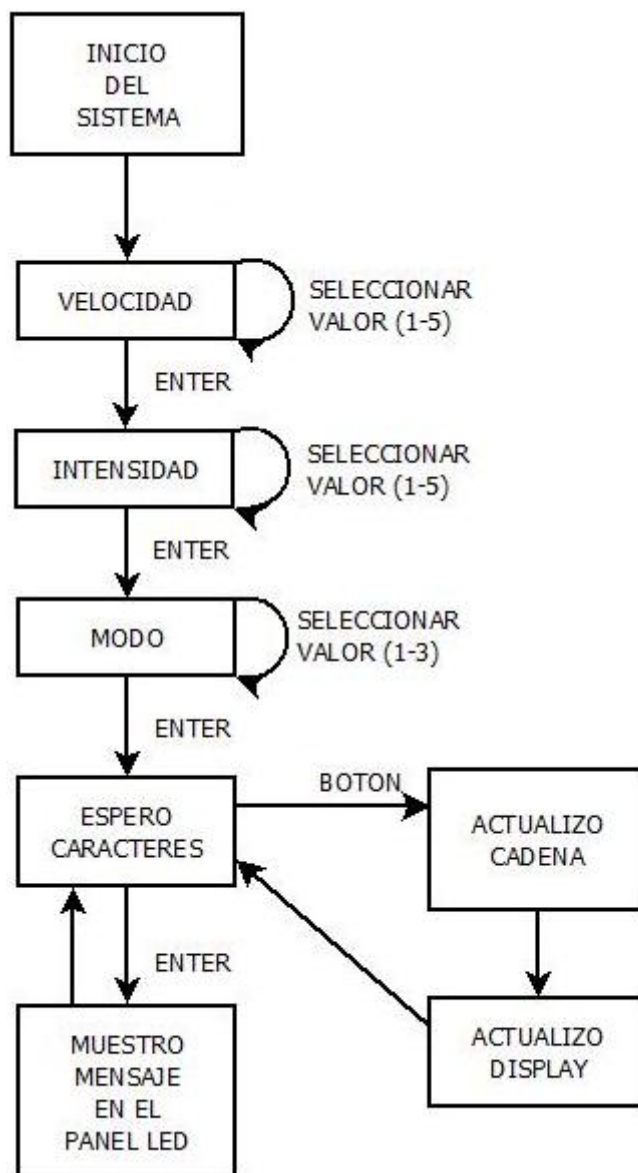 INICIO
DEL
SISTEMA
VELOCIDAD
SELECCIONAR
VALOR (1-5)
ENTER
INTENSIDAD
SELECCIONAR
VALOR (1-5)
ENTER
MODO
SELECCIONAR
VALOR (1-3)
ENTER
ESPERO
CARACTERES
BOTON
ACTUALIZO
CADENA
ENTER
MUESTRO
MENSAJE
EN EL
PANEL LED
ACTUALIZO
DISPLAY